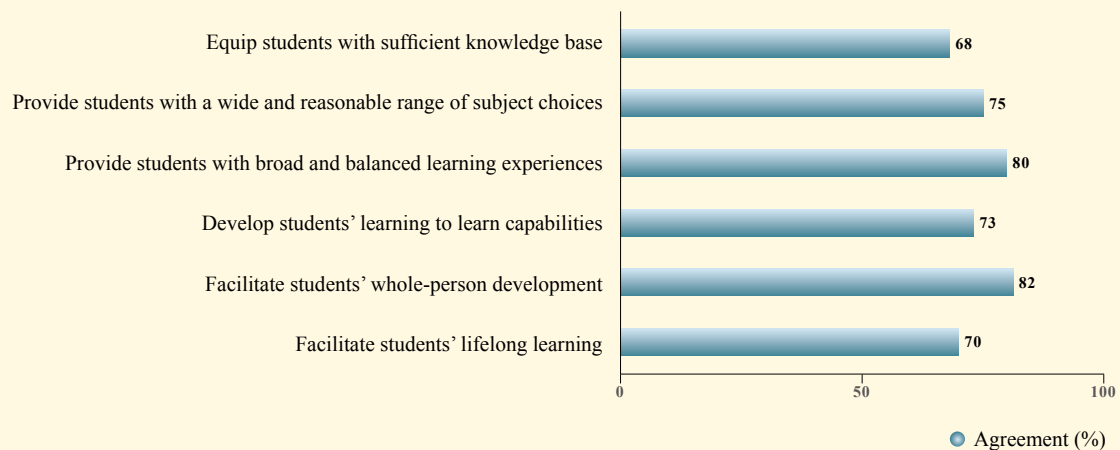 Equip students with sufficient knowledge base 68
Provide students with a wide and reasonable range of subject choices 75
Provide students with broad and balanced learning experiences 80
Develop students’ learning to learn capabilities 73
Facilitate students’ whole-person development 82
Facilitate students’ lifelong learning 70
0 50 100
Agreement (%)